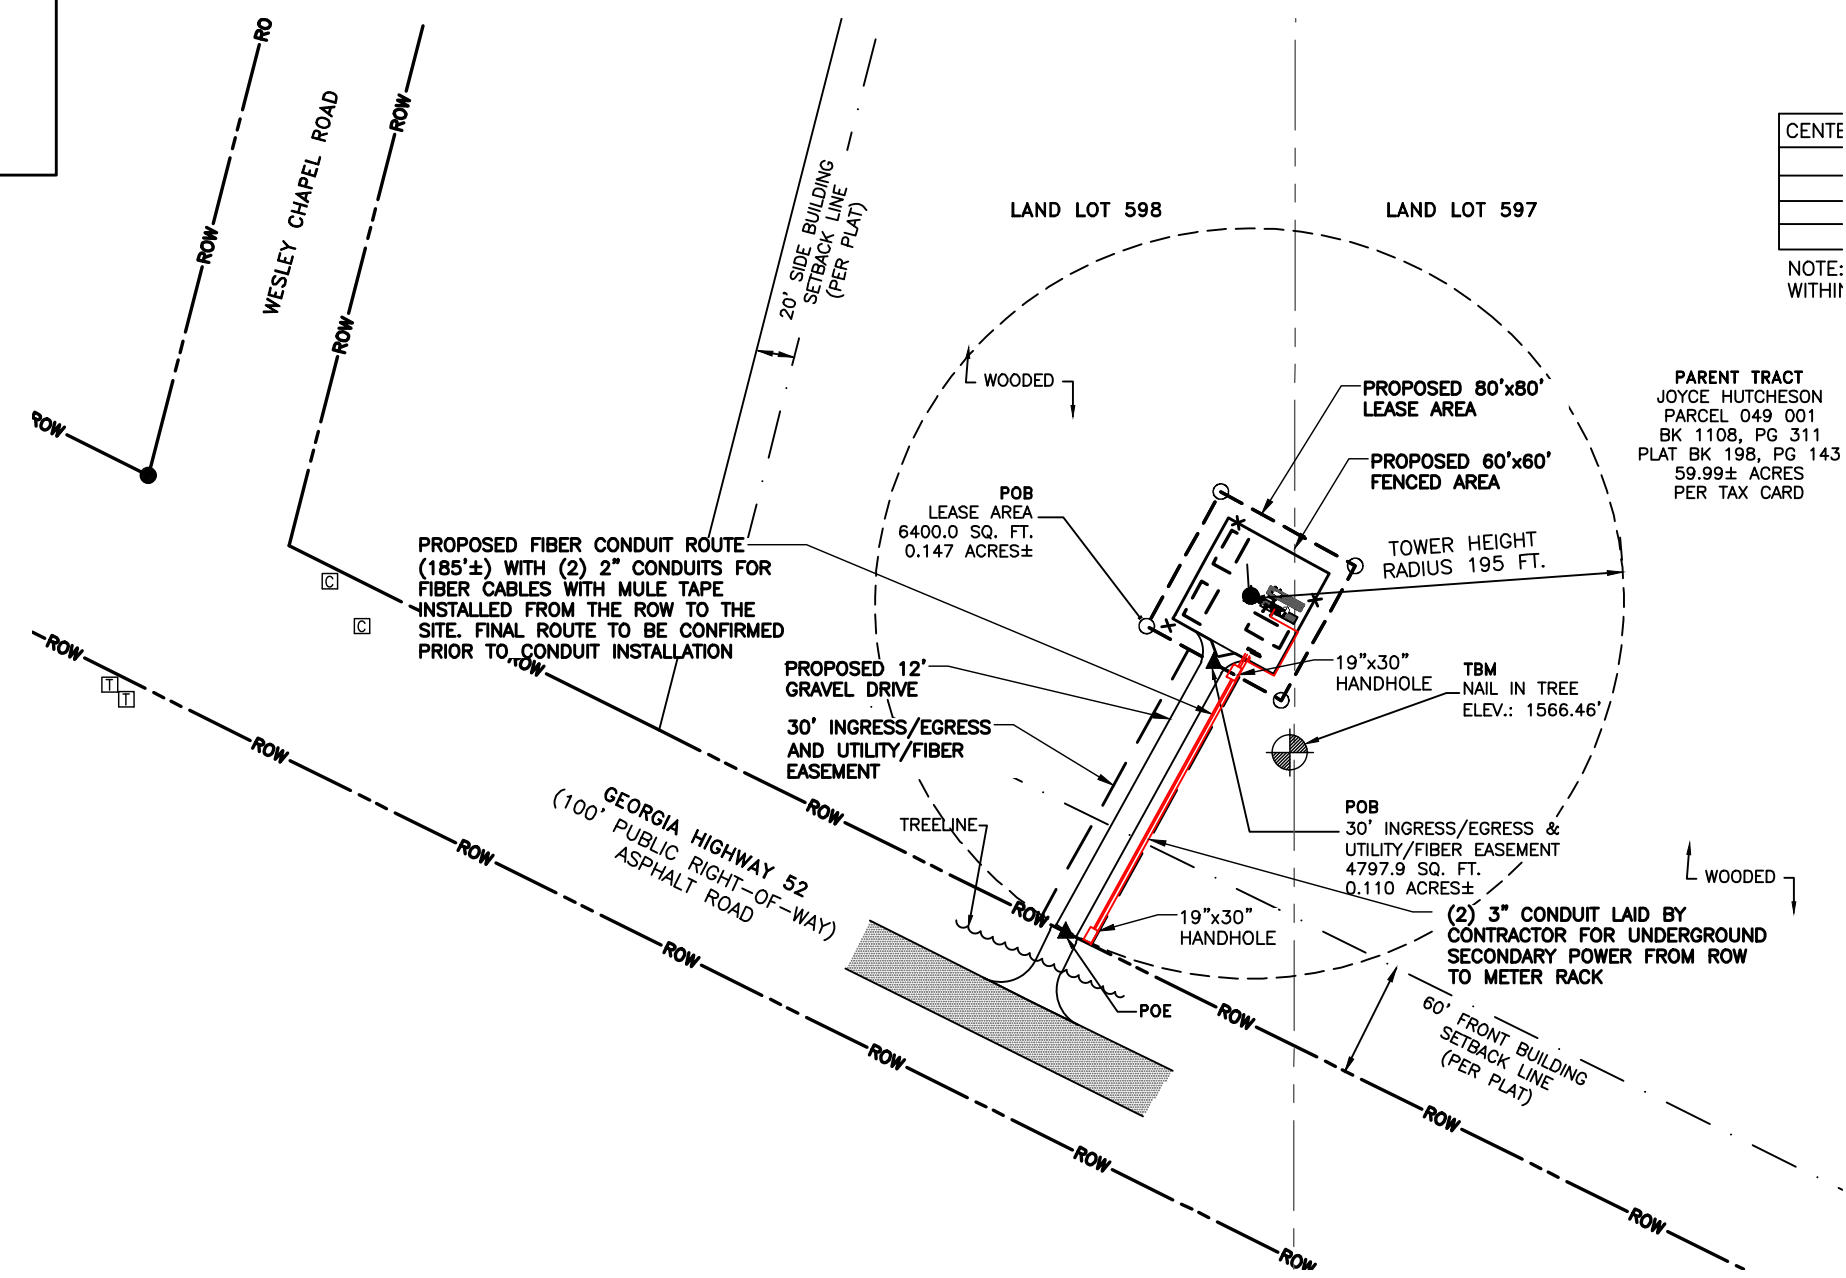 RO
ROW
WESLEY CHAPEL ROAD
ROW
ROW
ROW
20' SIDE BUILDING
SETBACK LINE
(PER PLAT)
LAND LOT 598
LAND LOT 597
CENTE
NOTE:
WITHIN
WOODED
PROPOSED 80'x80'
LEASE AREA
PARENT TRACT
JOYCE HUTCHESON
PARCEL 049 001
BK 1108, PG 311
PLAT BK 198, PG 143
59.99± ACRES
PER TAX CARD
PROPOSED 60'x60'
FENCED AREA
POB
LEASE AREA
6400.0 SQ. FT.
0.147 ACRES±
TOWER HEIGHT
RADIUS 195 FT.
PROPOSED FIBER CONDUIT ROUTE
(185'±) WITH (2) 2" CONDUITS FOR
FIBER CABLES WITH MULE TAPE
INSTALLED FROM THE ROW TO THE
SITE. FINAL ROUTE TO BE CONFIRMED
PRIOR TO CONDUIT INSTALLATION
C
C
T
T
ROW
ROW
PROPOSED 12'
GRAVEL DRIVE
30' INGRESS/EGRESS
AND UTILITY/FIBER
EASEMENT
19"x30"
HANDHOLE
TBM
NAIL IN TREE
ELEV.: 1566.46'
ROW
ROW
GEORGIA HIGHWAY 52
(100' PUBLIC RIGHT-OF-WAY)
ASPHALT ROAD
TREELINE
POB
30' INGRESS/EGRESS &
UTILITY/FIBER EASEMENT
4797.9 SQ. FT.
0.110 ACRES±
WOODED
ROW
ROW
19"x30"
HANDHOLE
(2) 3" CONDUIT LAID BY
CONTRACTOR FOR UNDERGROUND
SECONDARY POWER FROM ROW
TO METER RACK
ROW
POE
ROW
60' FRONT BUILDING
SETBACK LINE
(PER PLAT)
ROW
ROW
ROW
ROW
ROW